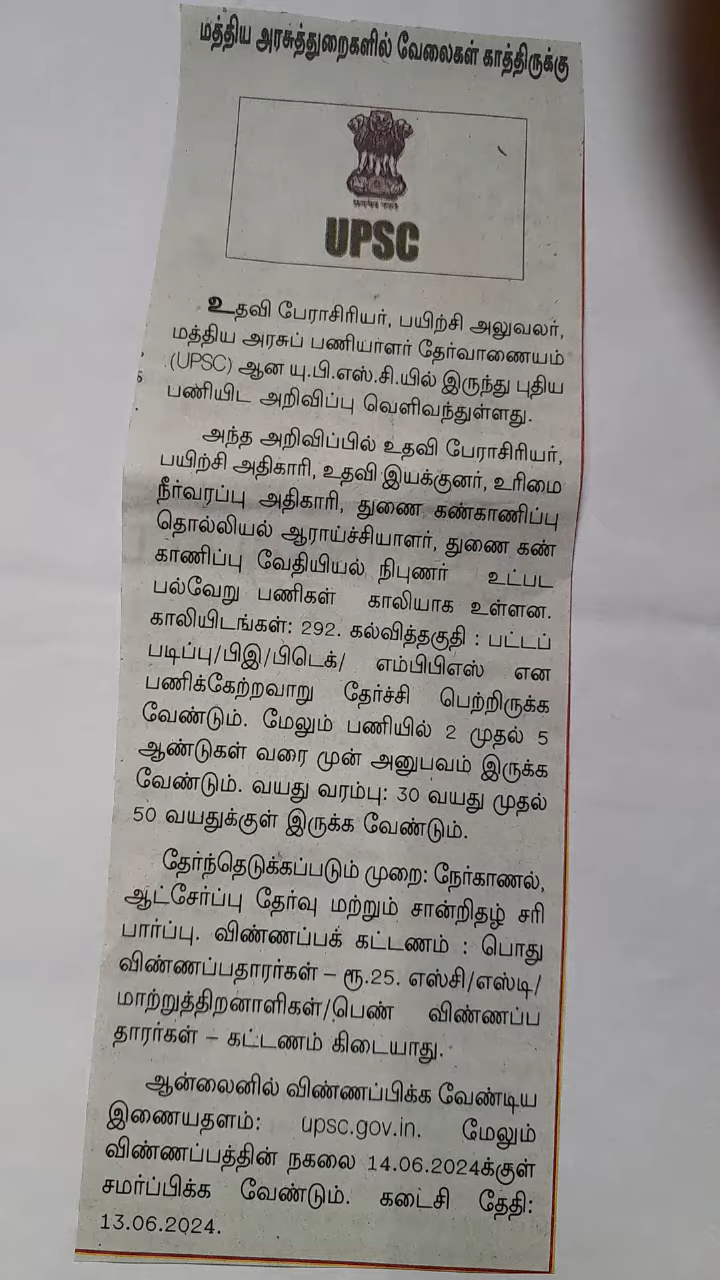 மத்திய அரசுத்துறைகளில் வேலைகள் காத்திருக்கு
UPSC
உதவி பேராசிரியர், பயிற்சி அலுவலர்,
மத்திய அரசுப் பணியாளர் தேர்வாணையம்
(UPSC) ஆன யு.பி.எஸ்.சி.யில் இருந்து புதிய
பணியிட அறிவிப்பு வெளிவந்துள்ளது.
அந்த அறிவிப்பில் உதவி பேராசிரியர்,
பயிற்சி அதிகாரி, உதவி இயக்குனர், உரிமை
நீர்வரப்பு அதிகாரி, துணை கண்காணிப்பு
தொல்லியல் ஆராய்ச்சியாளர், துணை கண்
காணிப்பு வேதியியல் நிபுணர் உட்பட
பல்வேறு பணிகள் காலியாக உள்ளன.
காலியிடங்கள்: 292. கல்வித்தகுதி : பட்டப்
படிப்பு/பிஇ/பிடெக்/ எம்பிபிஎஸ் என
பணிக்கேற்றவாறு தேர்ச்சி பெற்றிருக்க
வேண்டும். மேலும் பணியில் 2 முதல் 5
ஆண்டுகள் வரை முன் அனுபவம் இருக்க
வேண்டும். வயது வரம்பு: 30 வயது முதல்
50 வயதுக்குள் இருக்க வேண்டும்.
தேர்ந்தெடுக்கப்படும் முறை: நேர்காணல்,
ஆட்சேர்ப்பு தேர்வு மற்றும் சான்றிதழ் சரி
பார்ப்பு. விண்ணப்பக் கட்டணம் : பொது
விண்ணப்பதாரர்கள் – ரூ.25. எஸ்சி/எஸ்டி/
மாற்றுத்திறனாளிகள்/பெண் விண்ணப்ப
தாரர்கள் – கட்டணம் கிடையாது.
ஆன்லைனில் விண்ணப்பிக்க வேண்டிய
இணையதளம்: upsc.gov.in. மேலும்
விண்ணப்பத்தின் நகலை 14.06.2024க்குள்
சமர்ப்பிக்க வேண்டும். கடைசி தேதி:
13.06.2024.